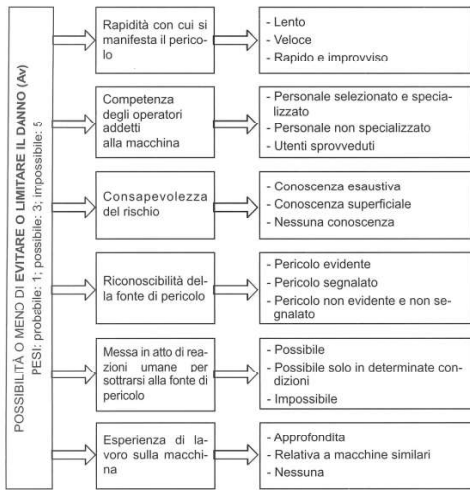 POSSIBILITÀ O MENO DI EVITARE O LIMITARE IL DANNO (Av)
PESI: probabile: 1; possibile: 3; impossibile: 5
Rapidità con cui si
manifesta il perico-
lo
- Lento
- Veloce
- Rapido e improvviso
Competenza
degli operatori
addetti
alla macchina
- Personale selezionato e specia-
lizzato
- Personale non specializzato
- Utenti sprovveduti
Consapevolezza
del rischio
- Conoscenza esaustiva
- Conoscenza superficiale
- Nessuna conoscenza
Riconoscibilità del-
la fonte di pericolo
- Pericolo evidente
- Pericolo segnalato
- Pericolo non evidente e non se-
gnalato
Messa in atto di rea-
zioni umane per
sottrarsi alla fonte di
pericolo
- Possibile
- Possibile solo in determinate con-
dizioni
- Impossibile
Esperienza di la-
voro sulla macchi-
na
- Approfondita
- Relativa a macchine similari
- Nessuna